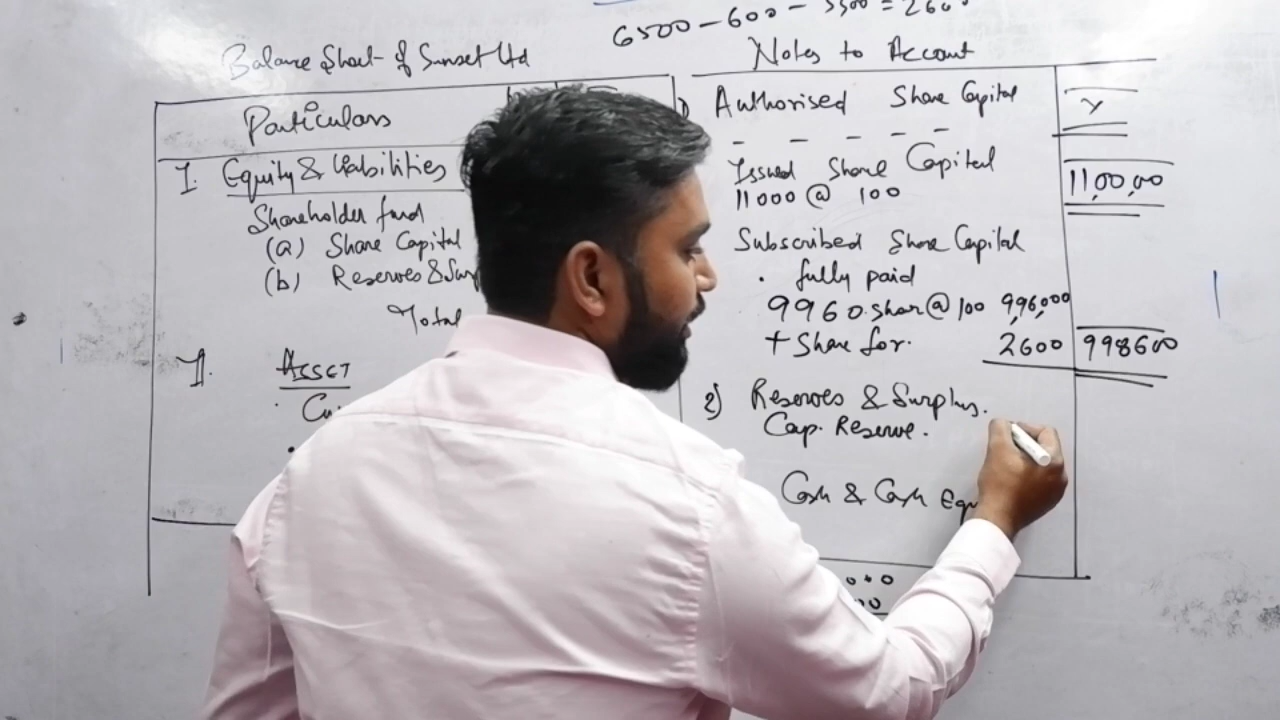 6500 - 600 - 3300 = 2600
Balance Sheet of Sunset Ltd
Particulars
I. Equity & Liabilities
Shareholder fund
(a) Share Capital
(b) Reserves & Sur
Total
II. ASSET
Cu
Notes to Account
1) Authorised Share Capital
- - - - -
Issued Share Capital 11,00,00
11000 @ 100
Subscribed Share Capital
. fully paid
9960 shar @ 100 996,000
+ Share for. 2600 998600
2) Reserves & Surplus.
Cap. Reserve.
Cash & Cash Equ